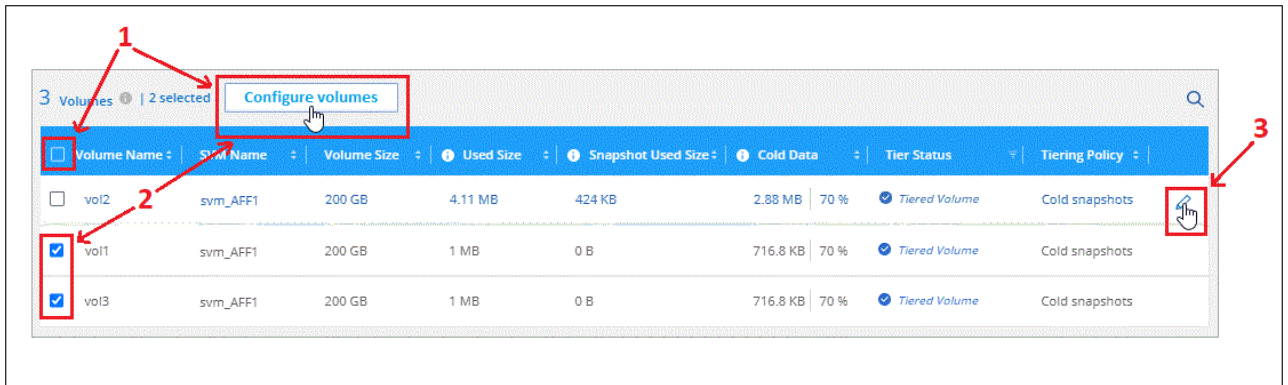 1
3 Volumes | 2 selected Configure volumes
3
Volume Name SVM Name Volume Size Used Size Snapshot Used Size Cold Data Tier Status Tiering Policy
2
vol2 svm_AFF1 200 GB 4.11 MB 424 KB 2.88 MB 70 % Tiered Volume Cold snapshots
vol1 svm_AFF1 200 GB 1 MB 0 B 716.8 KB 70 % Tiered Volume Cold snapshots
vol3 svm_AFF1 200 GB 1 MB 0 B 716.8 KB 70 % Tiered Volume Cold snapshots